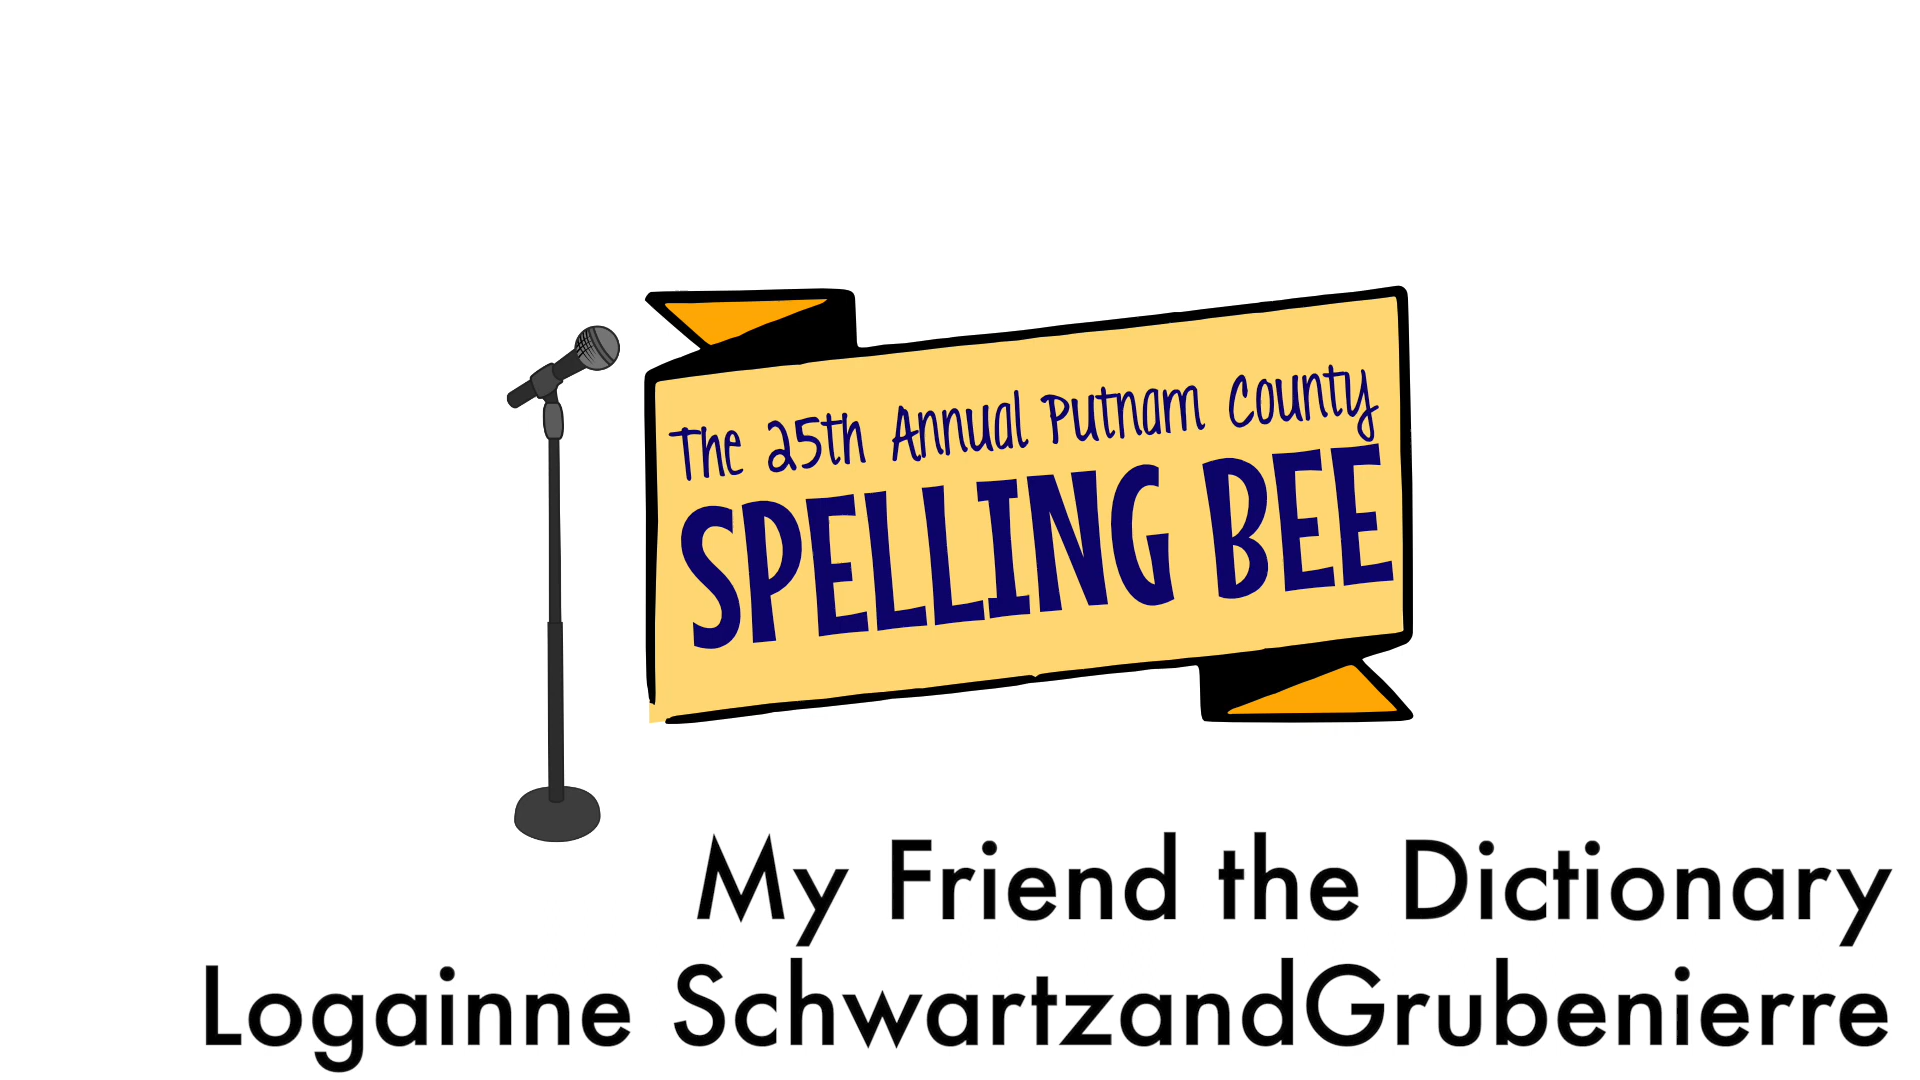 The 25th Annual Putnam County
SPELLING BEE
My Friend the Dictionary
Logainne SchwartzandGrubenierre